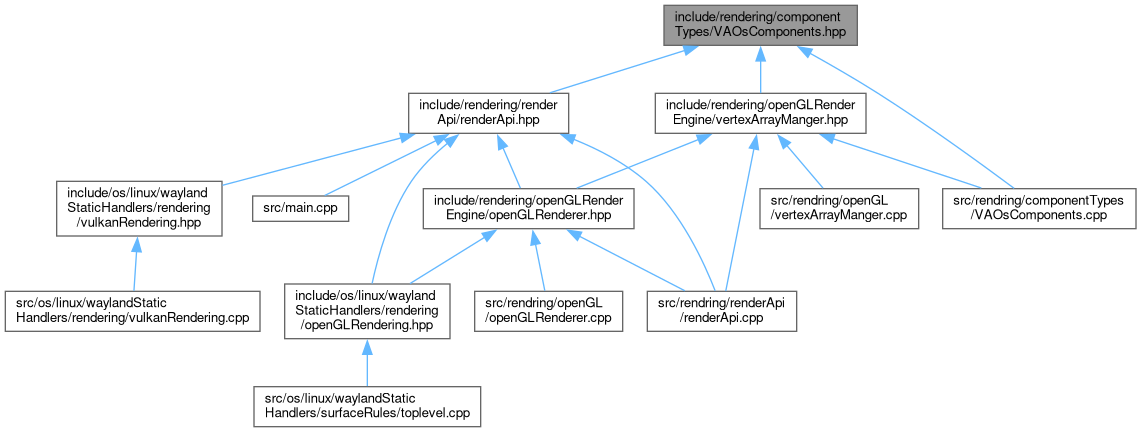 include/rendering/component
Types/VAOsComponents.hpp
include/rendering/render
Api/renderApi.hpp
include/rendering/openGLRender
Engine/vertexArrayManger.hpp
include/os/linux/wayland
StaticHandlers/rendering
/vulkanRendering.hpp
src/main.cpp
include/rendering/openGLRender
Engine/openGLRenderer.hpp
src/rendring/openGL
/vertexArrayManger.cpp
src/rendring/componentTypes
/VAOsComponents.cpp
src/os/linux/waylandStatic
Handlers/rendering/vulkanRendering.cpp
include/os/linux/wayland
StaticHandlers/rendering
/openGLRendering.hpp
src/rendring/openGL
/openGLRenderer.cpp
src/rendring/renderApi
/renderApi.cpp
src/os/linux/waylandStatic
Handlers/surfaceRules/toplevel.cpp